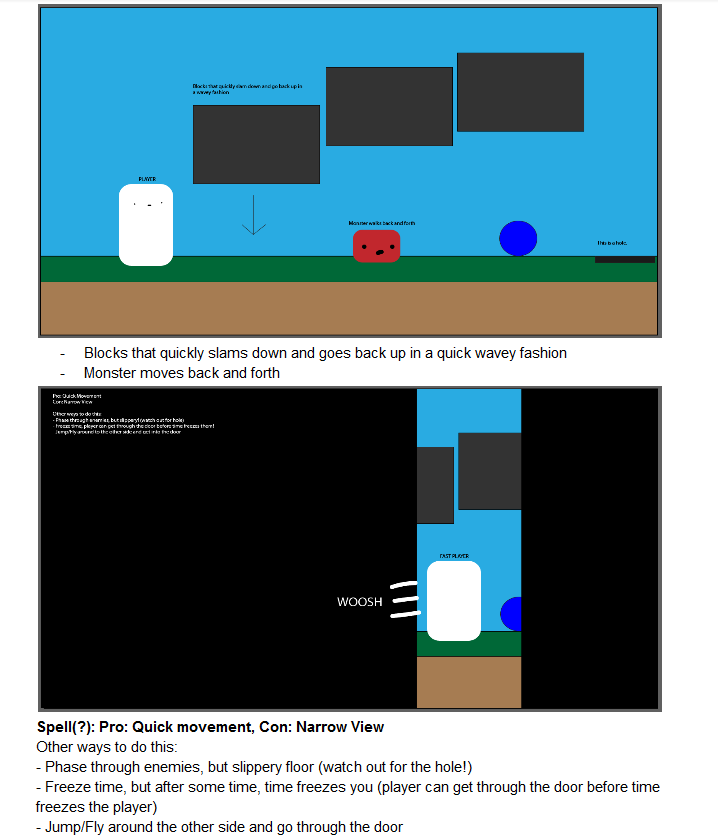 Blocks that quickly slam down and go back up in
a wavey fashion
PLAYER
Monster walks back and forth
This is a hole.
- Blocks that quickly slams down and goes back up in a quick wavey fashion
- Monster moves back and forth
Pro: Quick Movement
Con: Narrow View
Other ways to do this:
- Phase through enemies, but slippery! (watch out for hole)
- Freeze time, player can get through the door before time freezes them!
- Jump/Fly around to the other side and get into the door
FAST PLAYER
WOOSH
Spell(?): Pro: Quick movement, Con: Narrow View
Other ways to do this:
- Phase through enemies, but slippery floor (watch out for the hole!)
- Freeze time, but after some time, time freezes you (player can get through the door before time
freezes the player)
- Jump/Fly around the other side and go through the door